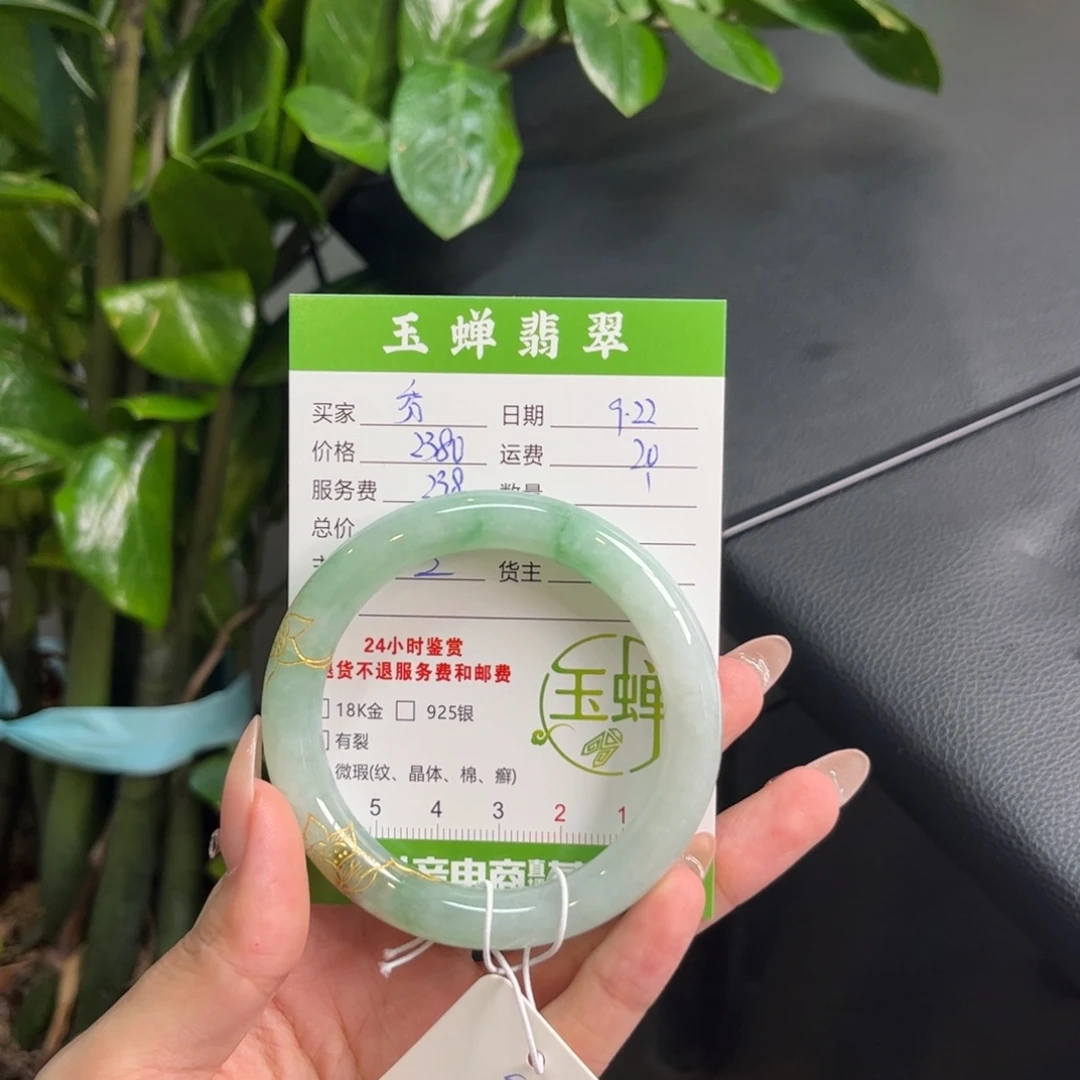 玉蝉翡翠
买家 日期 9.22
价格 2380 运费 20
服务费 238 数量 1
总价
2 货主
24小时鉴赏
退货不退服务费和邮费
18K金 925银
有裂
微瑕(纹、晶体、棉、癣)
玉蝉
5 4 3 2 1
电商